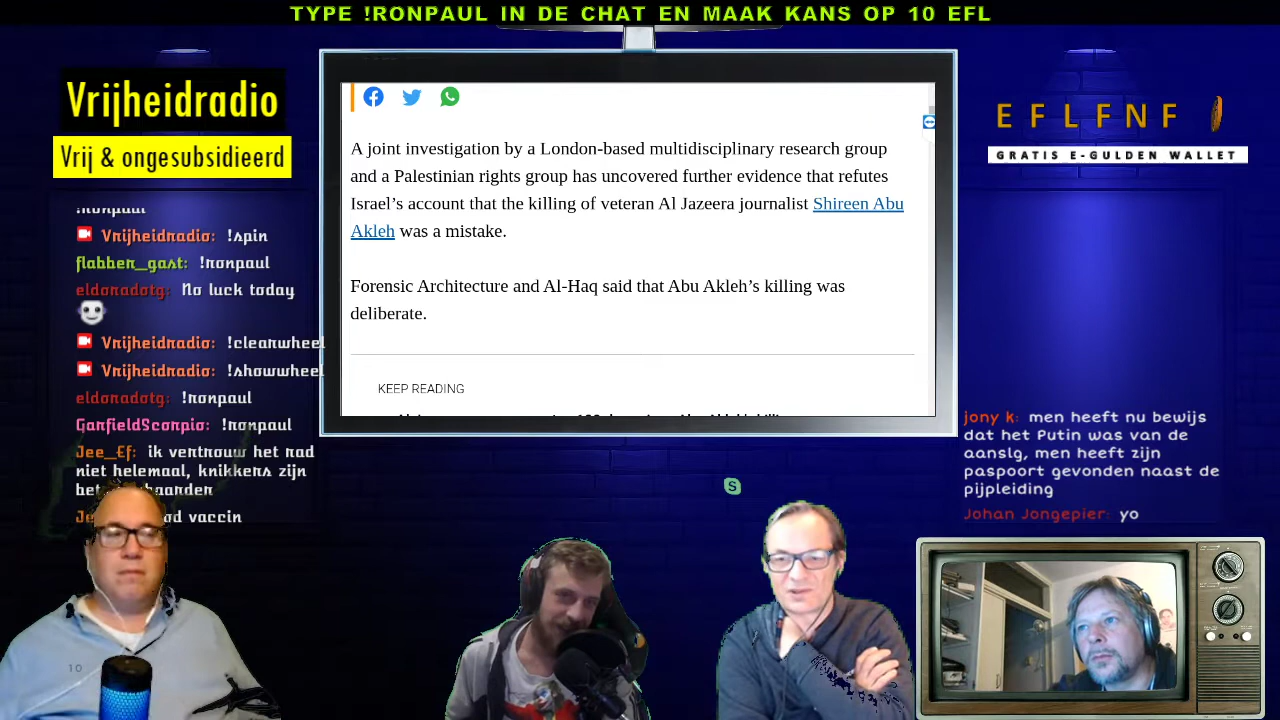 TYPE !RONPAUL IN DE CHAT EN MAAK KANS OP 10 EFL
Vrijheidradio
Vrij & ongesubsidieerd
!ronpaul
Vrijheidradio: !spin
flabber_gast: !ronpaul
eldoradotg: No luck today
Vrijheidradio: !clearwheel
Vrijheidradio: !showwheel
eldoradotg: !ronpaul
GarfieldScorpio: !ronpaul
Jee_Ef: ik vertrouw het rad
niet helemaal, knikkers zijn
vaccin
A joint investigation by a London-based multidisciplinary research group
and a Palestinian rights group has uncovered further evidence that refutes
Israel’s account that the killing of veteran Al Jazeera journalist Shireen Abu
Akleh was a mistake.
Forensic Architecture and Al-Haq said that Abu Akleh’s killing was
deliberate.
KEEP READING
EFLFNF
GRATIS E-GULDEN WALLET
jony k: men heeft nu bewijs
dat het Putin was van de
aanslg, men heeft zijn
paspoort gevonden naast de
pijpleiding
Johan Jongepier: yo
S
10